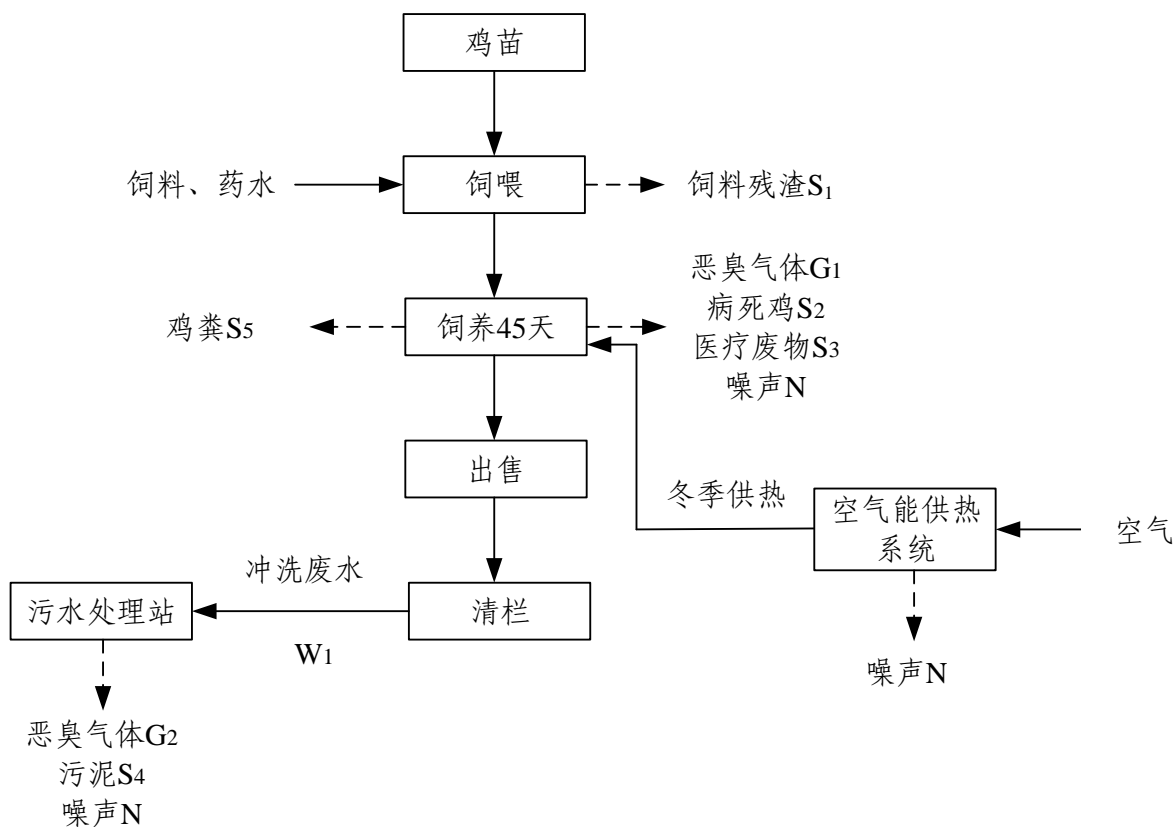 鸡苗
饲料、药水
饲喂
饲料残渣S₁
恶臭气体G1
病死鸡S2
医疗废物S3
噪声N
鸡粪S5
饲养45天
出售
冬季供热
空气能供热
系统
空气
冲洗废水
污水处理站
清栏
W1
噪声N
恶臭气体G2
污泥S4
噪声N